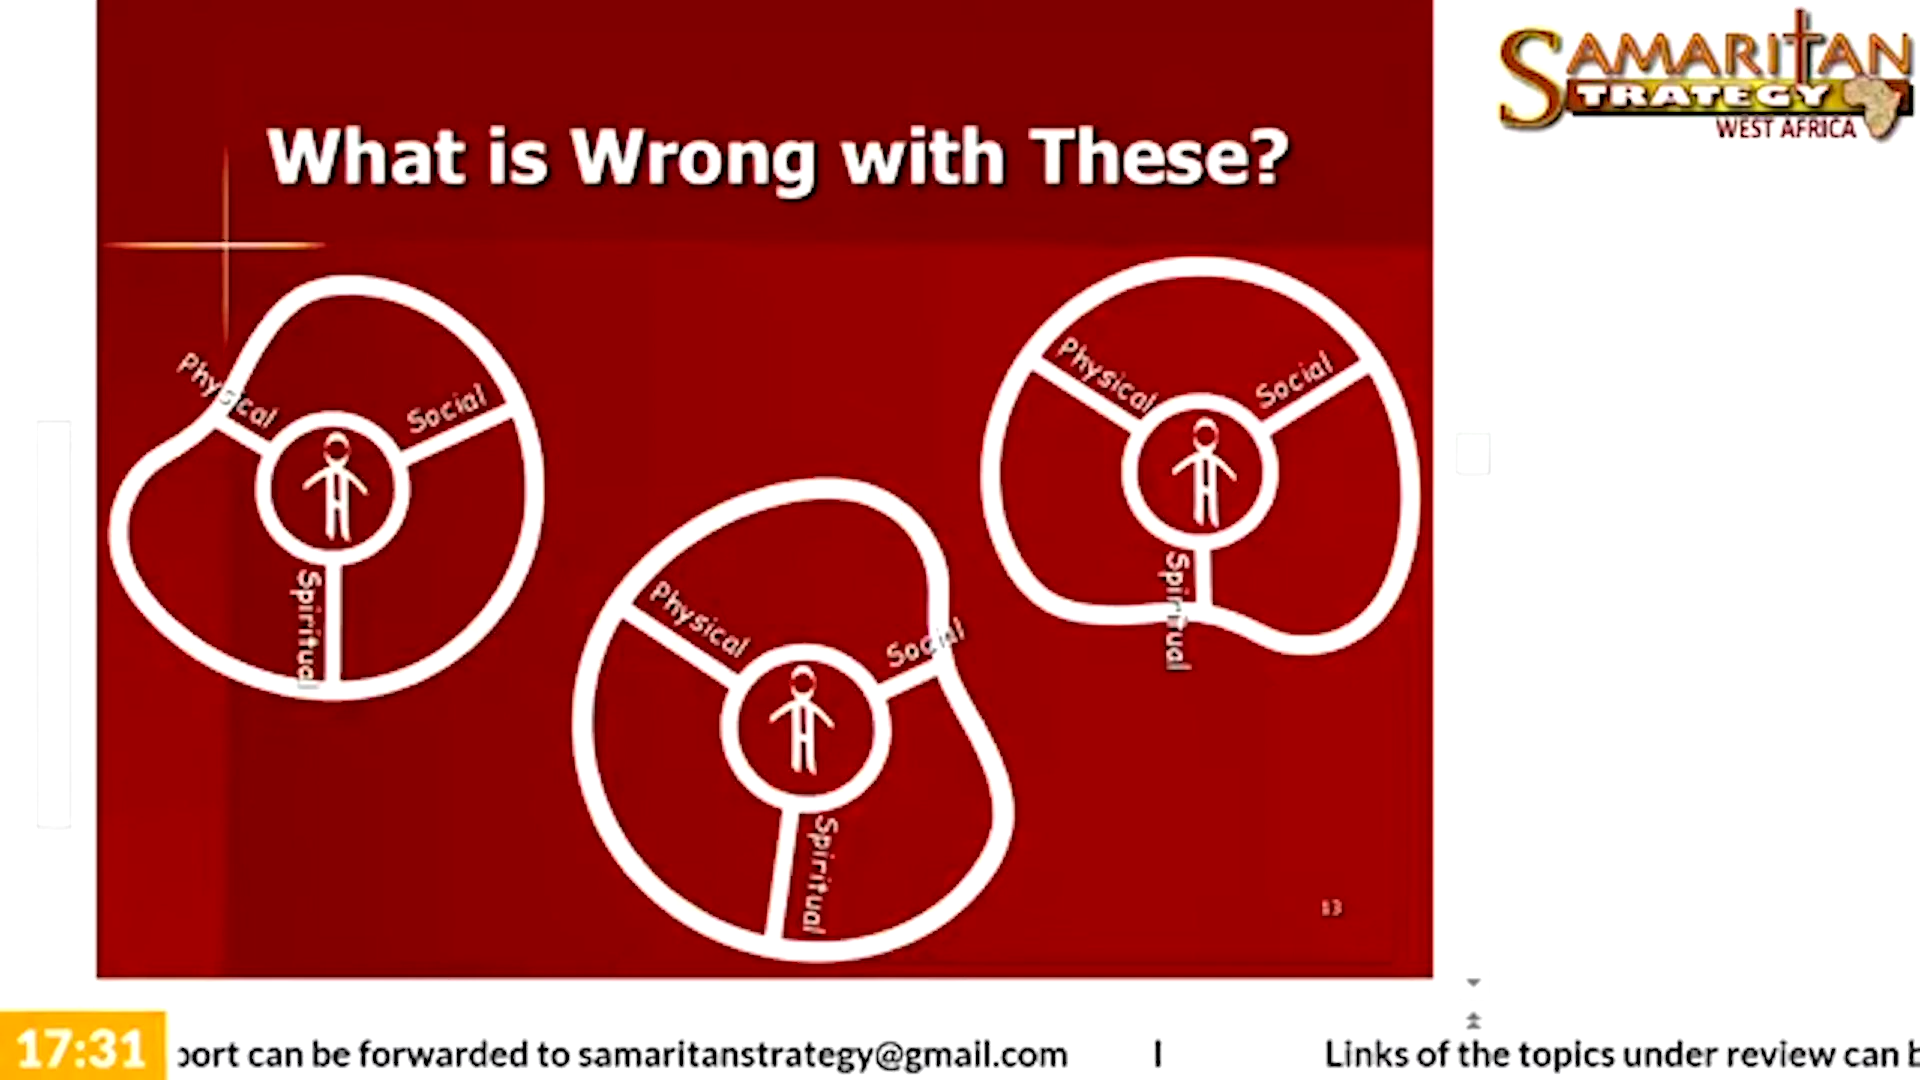 SAMARITAN
STRATEGY
WEST AFRICA
What is Wrong with These?
Physical
Social
Spiritual
Physical
Social
Spiritual
Physical
Social
Spiritual
13
17:31
port can be forwarded to samaritanstrategy@gmail.com | Links of the topics under review can b